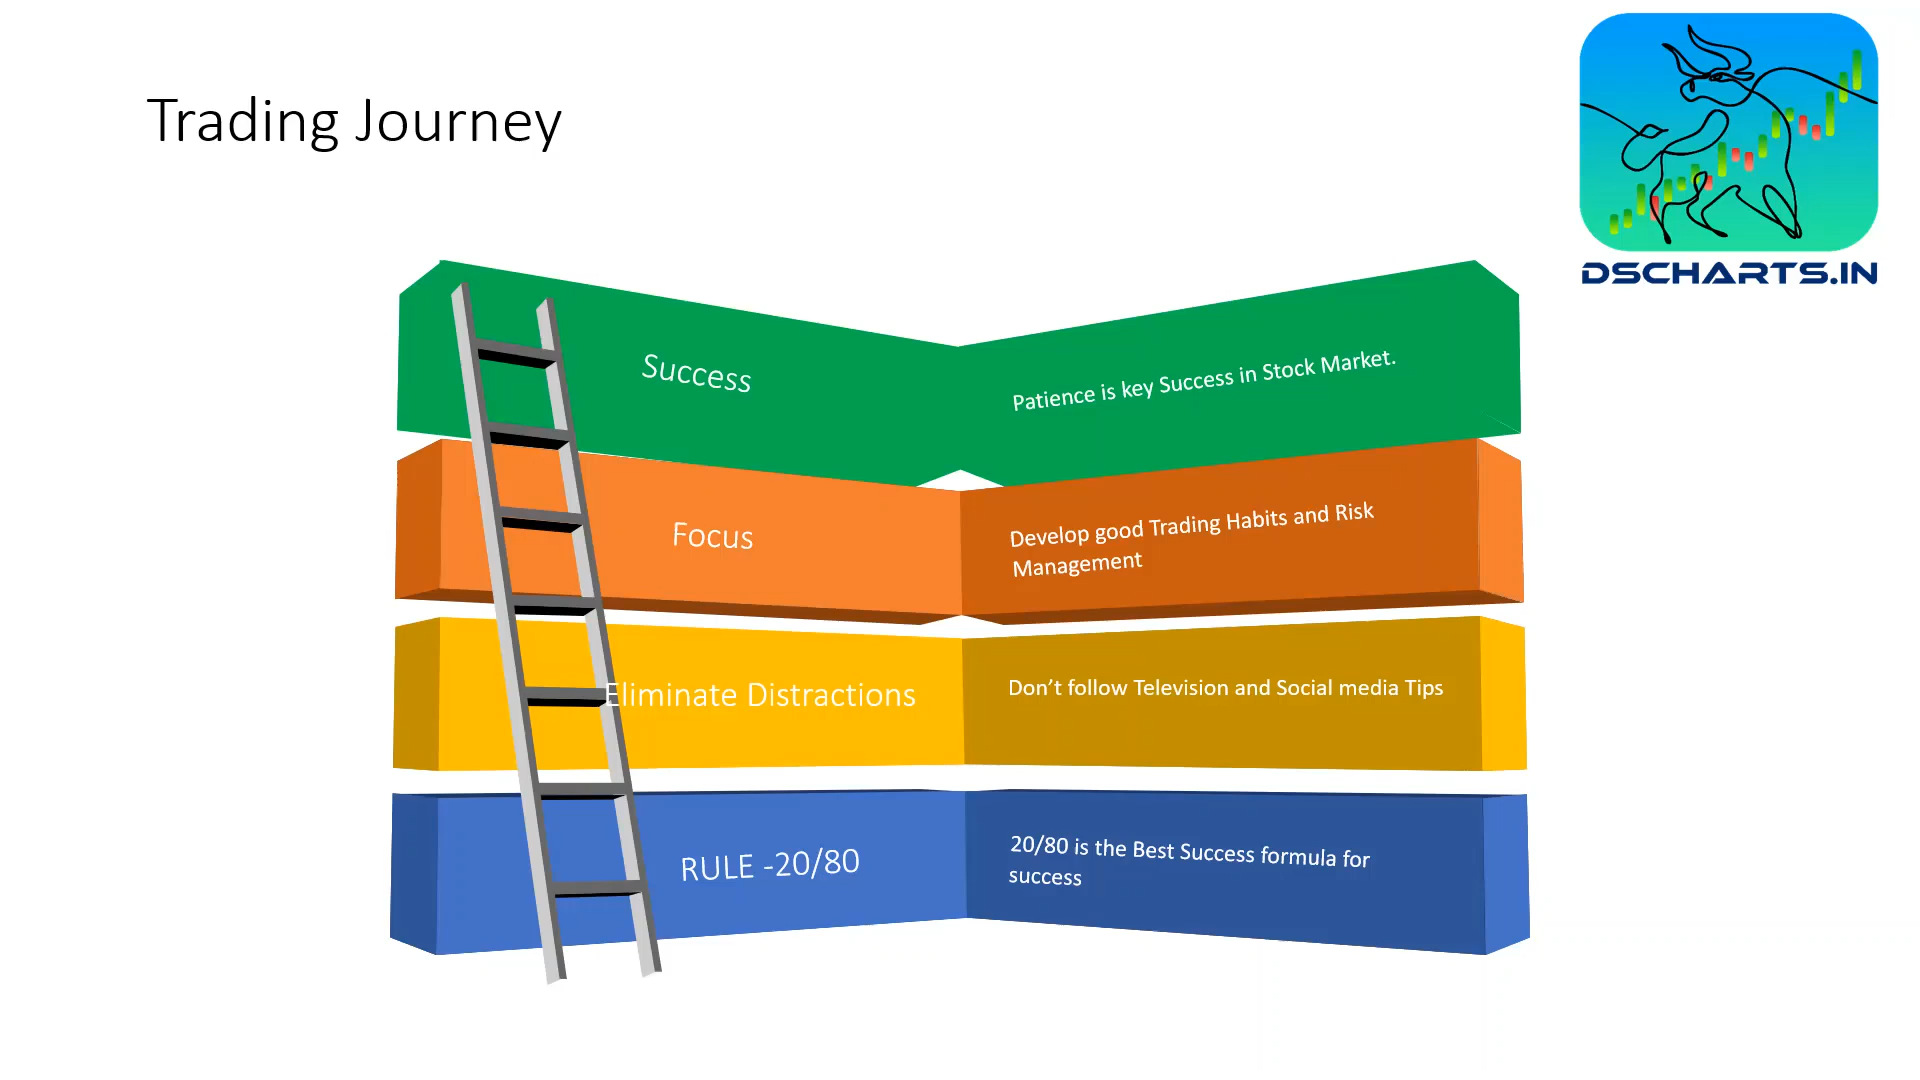 Trading Journey
DSCHARTS.IN
Success
Patience is key Success in Stock Market.
Focus
Develop good Trading Habits and Risk
Management
Eliminate Distractions
Don’t follow Television and Social media Tips
RULE -20/80
20/80 is the Best Success formula for
success